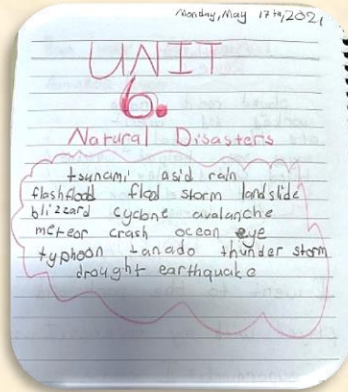 Monday, May 17th, 2021
UNIT
6.
Natural Disasters
tsunami asid rain
flashflood flood storm landslide
blizzard cyclone avalanche
meteor crash ocean eye
typhoon tanado thunder storm
drought earthquake